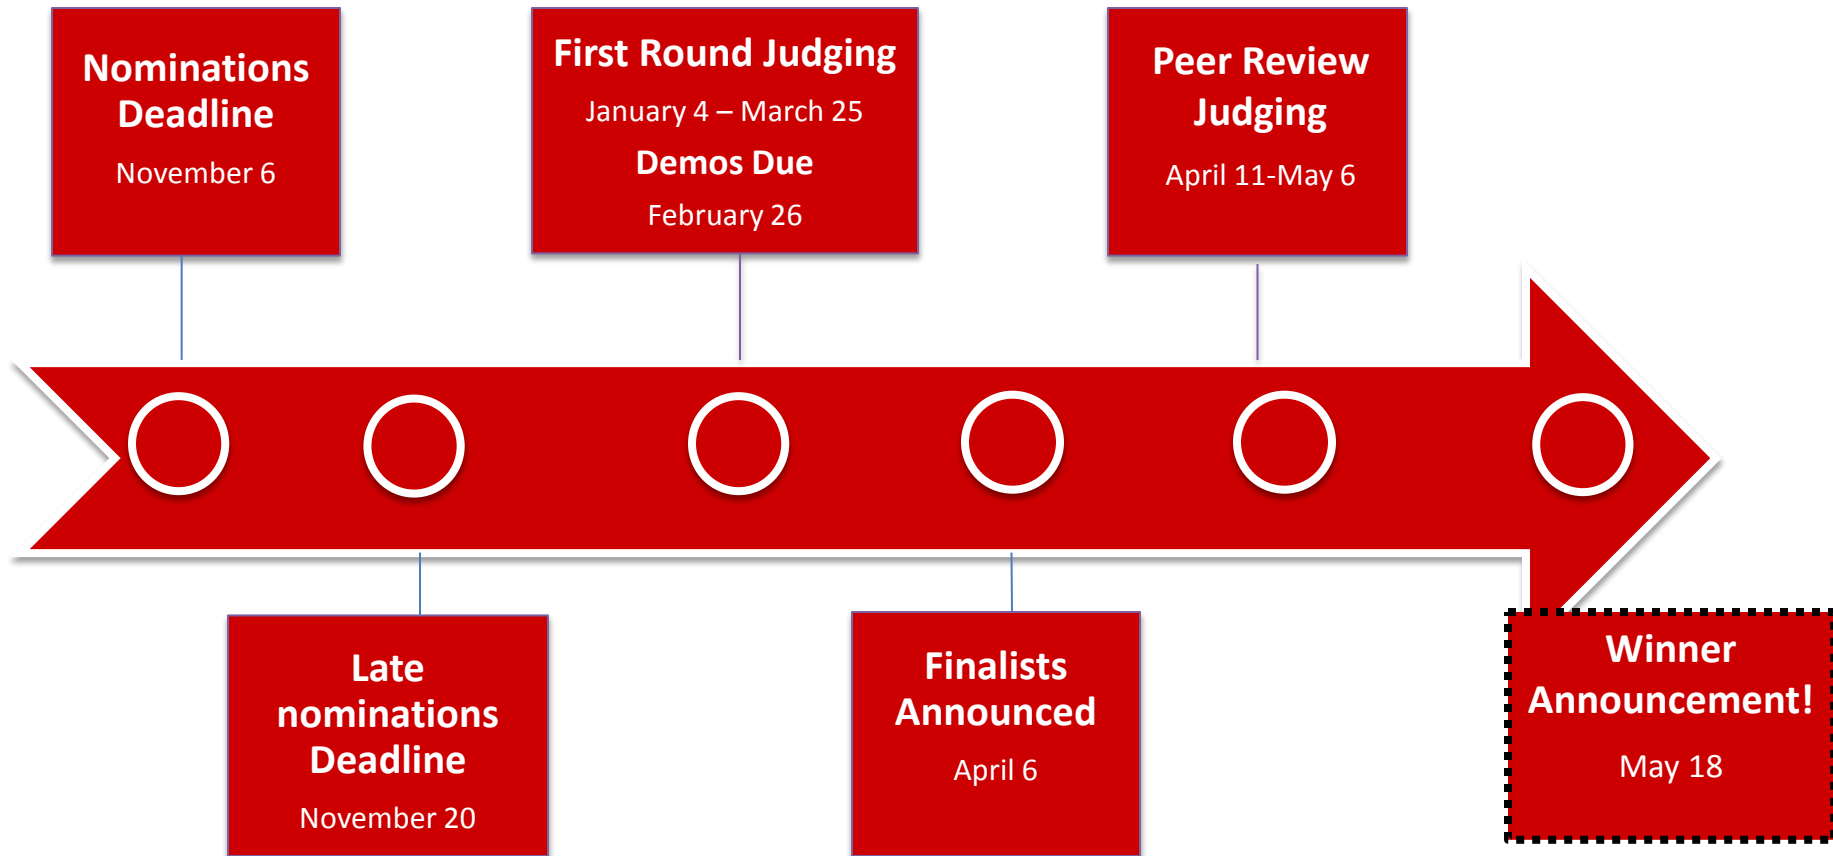 Nominations
Deadline
November 6
First Round Judging
January 4 – March 25
Demos Due
February 26
Peer Review
Judging
April 11-May 6
Late
nominations
Deadline
November 20
Finalists
Announced
April 6
Winner
Announcement!
May 18